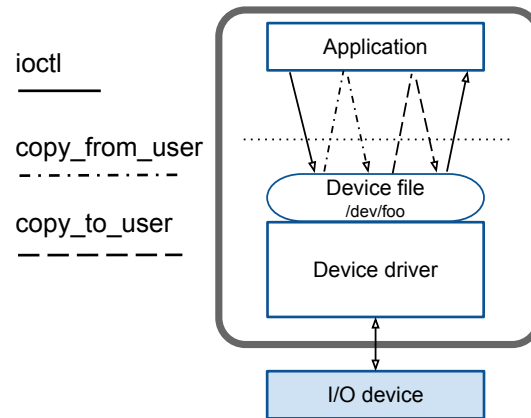 ioctl
copy_from_user
copy_to_user
Application
Device file
/dev/foo
Device driver
I/O device